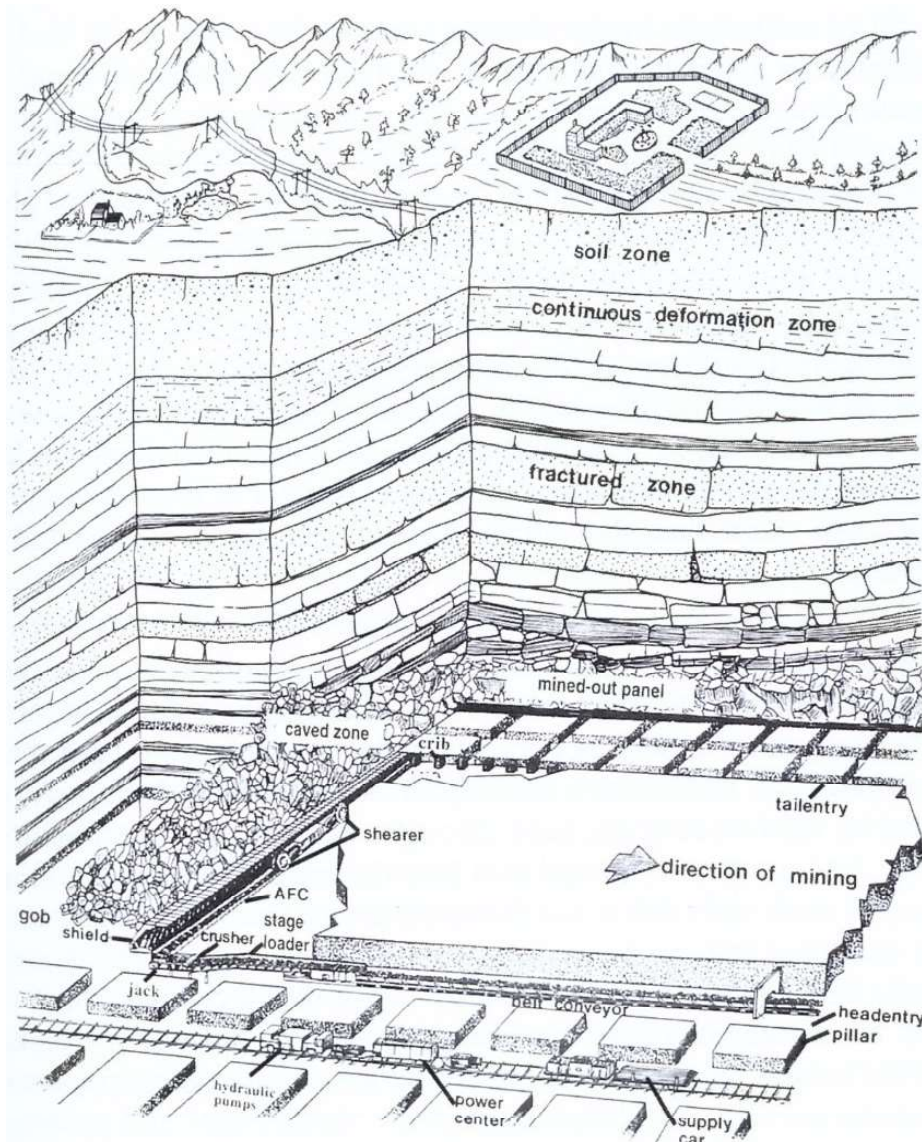 soil zone
continuous deformation zone
fractured zone
mined-out panel
caved zone
crib
tailentry
shearer
direction of mining
AFC
gob
stage
loader
shield
crusher
jack
belt conveyor
headentry
pillar
hydraulic
pumps
power
center
supply
car